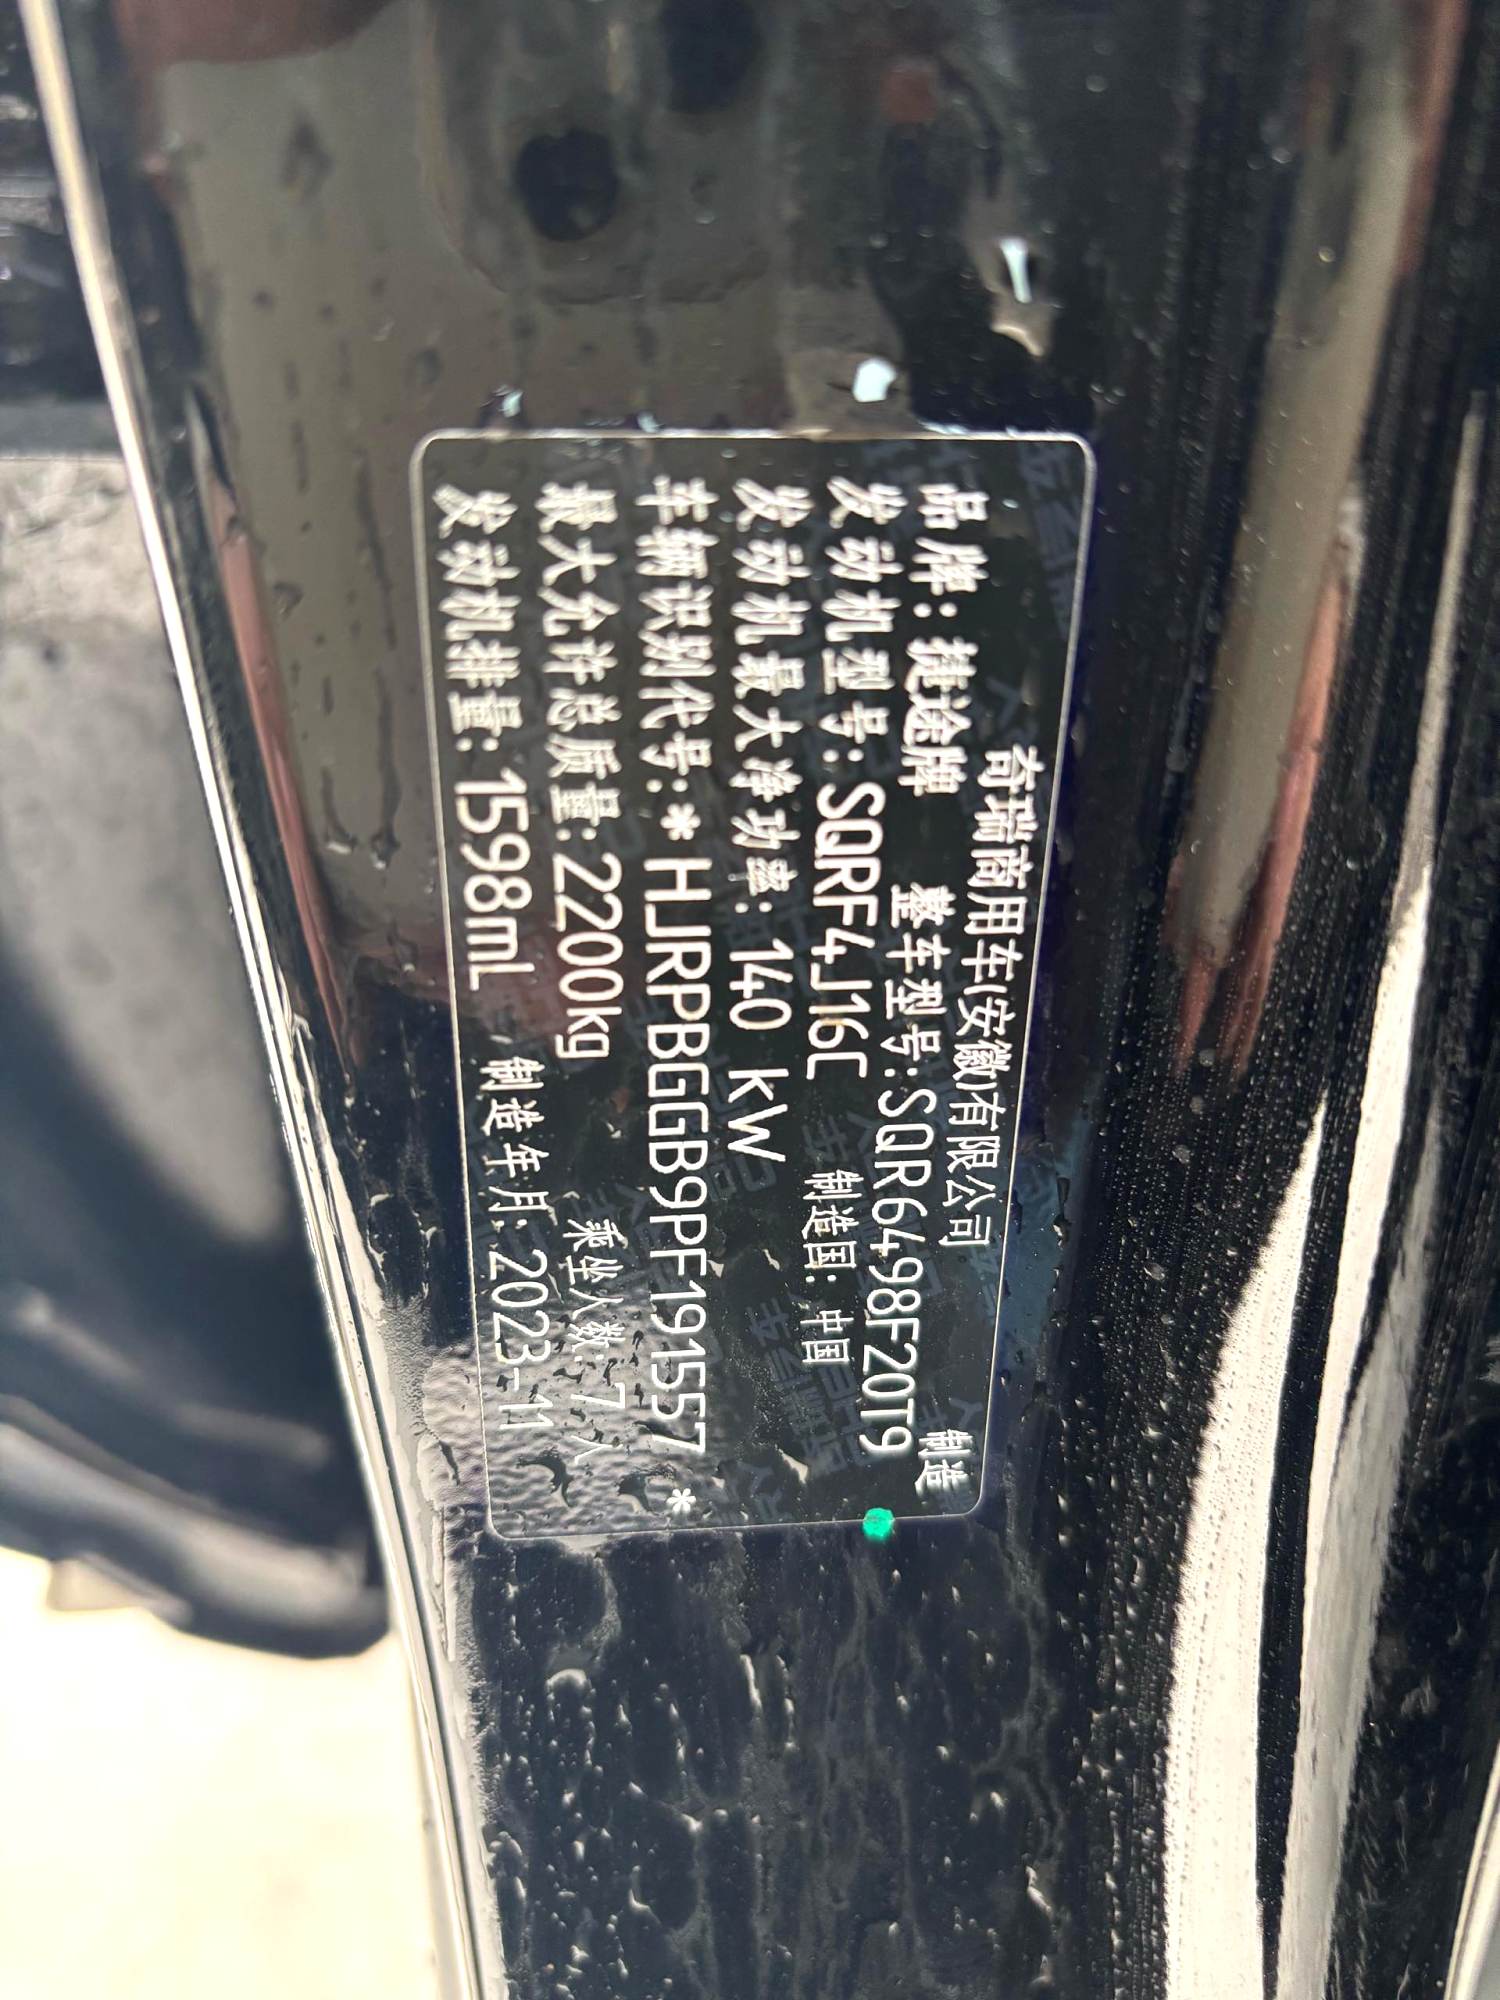 奇瑞商用车(安徽)有限公司 制造
品牌：捷途牌 整车型号：SQR6498F20T9
发动机型号：SQRF4J16C 制造国：中国
发动机最大净功率：140 kW
车辆识别代号：*HJRPBGGB9PF191557*
最大允许总质量：2200kg 乘坐人数：7人
发动机排量：1598mL 制造年月：2023-11